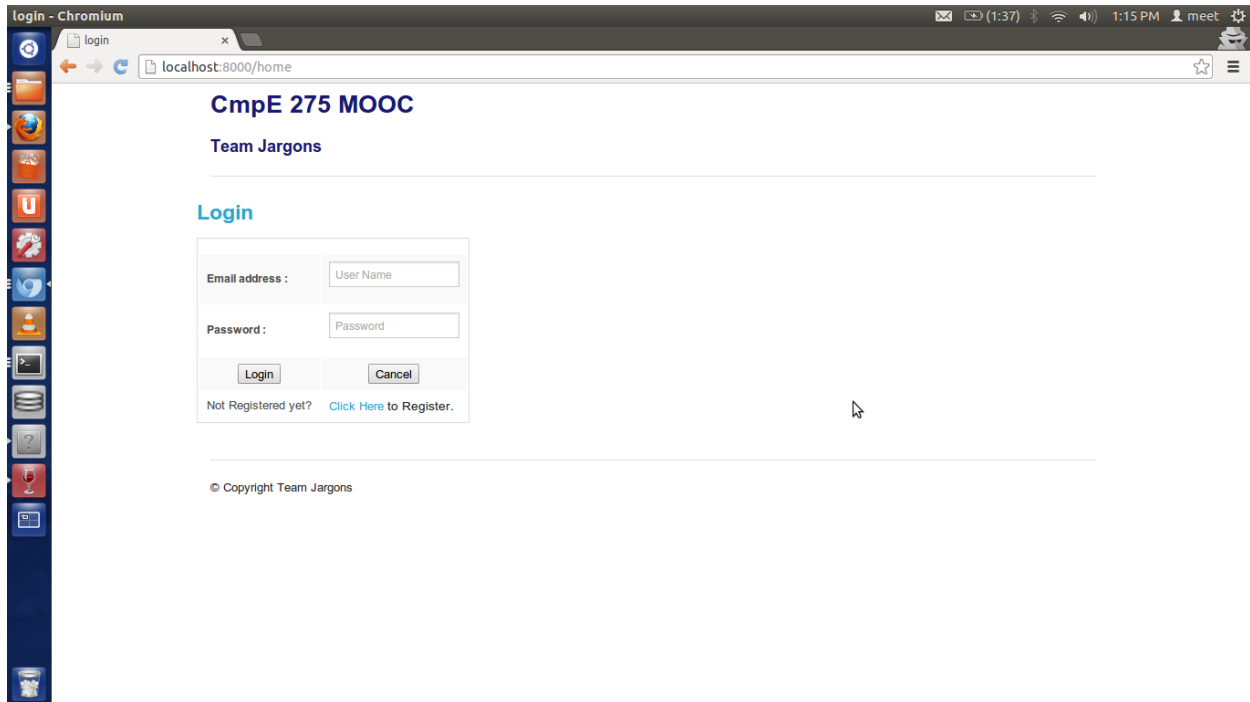 login - Chromium
(1:37) 1:15 PM meet
login
localhost:8000/home
CmpE 275 MOOC
Team Jargons
Login
Email address : User Name
Password : Password
Login Cancel
Not Registered yet? Click Here to Register.
© Copyright Team Jargons